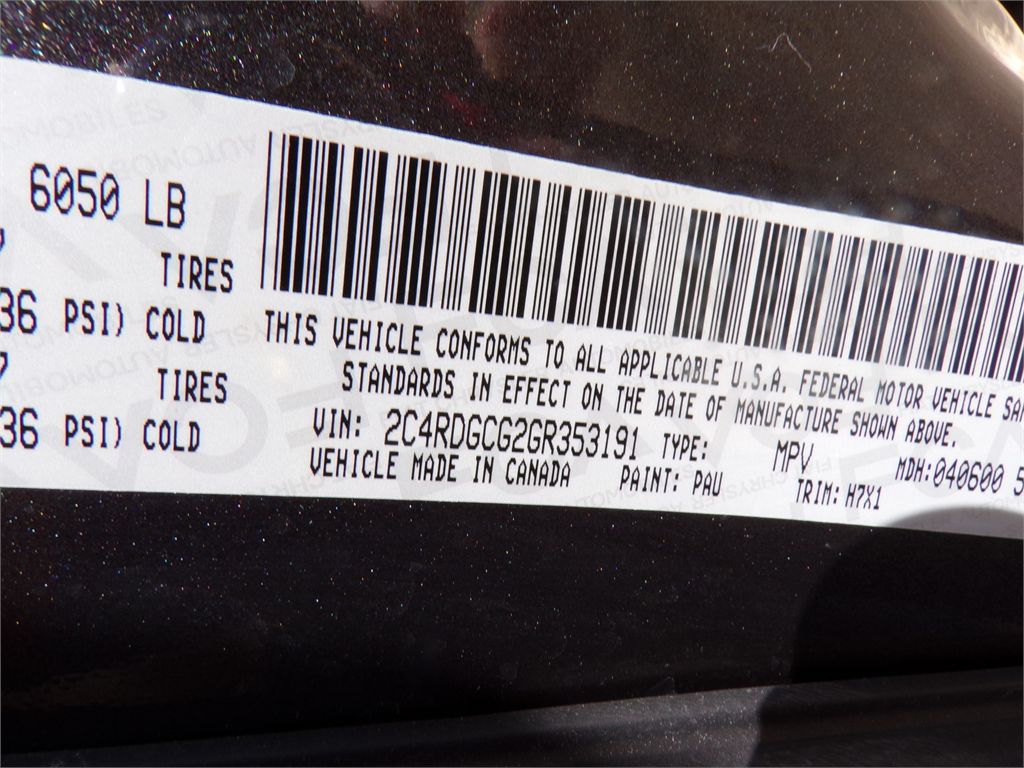 6050 LB
TIRES
36 PSI) COLD
TIRES
36 PSI) COLD
THIS VEHICLE CONFORMS TO ALL APPLICABLE U.S.A. FEDERAL MOTOR VEHICLE
STANDARDS IN EFFECT ON THE DATE OF MANUFACTURE SHOWN ABOVE.
VIN: 2C4RDGCG2GR353191 TYPE: MPV MDH:040600 5
VEHICLE MADE IN CANADA PAINT: PAU TRIM: H7X1